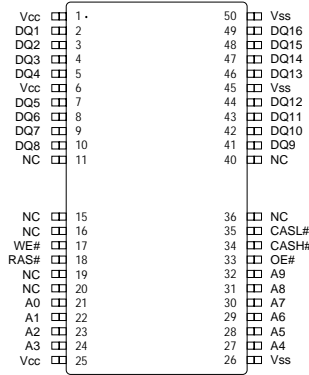 Vcc 1 50 Vss
DQ1 2 49 DQ16
DQ2 3 48 DQ15
DQ3 4 47 DQ14
DQ4 5 46 DQ13
Vcc 6 45 Vss
DQ5 7 44 DQ12
DQ6 8 43 DQ11
DQ7 9 42 DQ10
DQ8 10 41 DQ9
NC 11 40 NC
NC 15 36 NC
NC 16 35 CASL#
WE# 17 34 CASH#
RAS# 18 33 OE#
NC 19 32 A9
NC 20 31 A8
A0 21 30 A7
A1 22 29 A6
A2 23 28 A5
A3 24 27 A4
Vcc 25 26 Vss